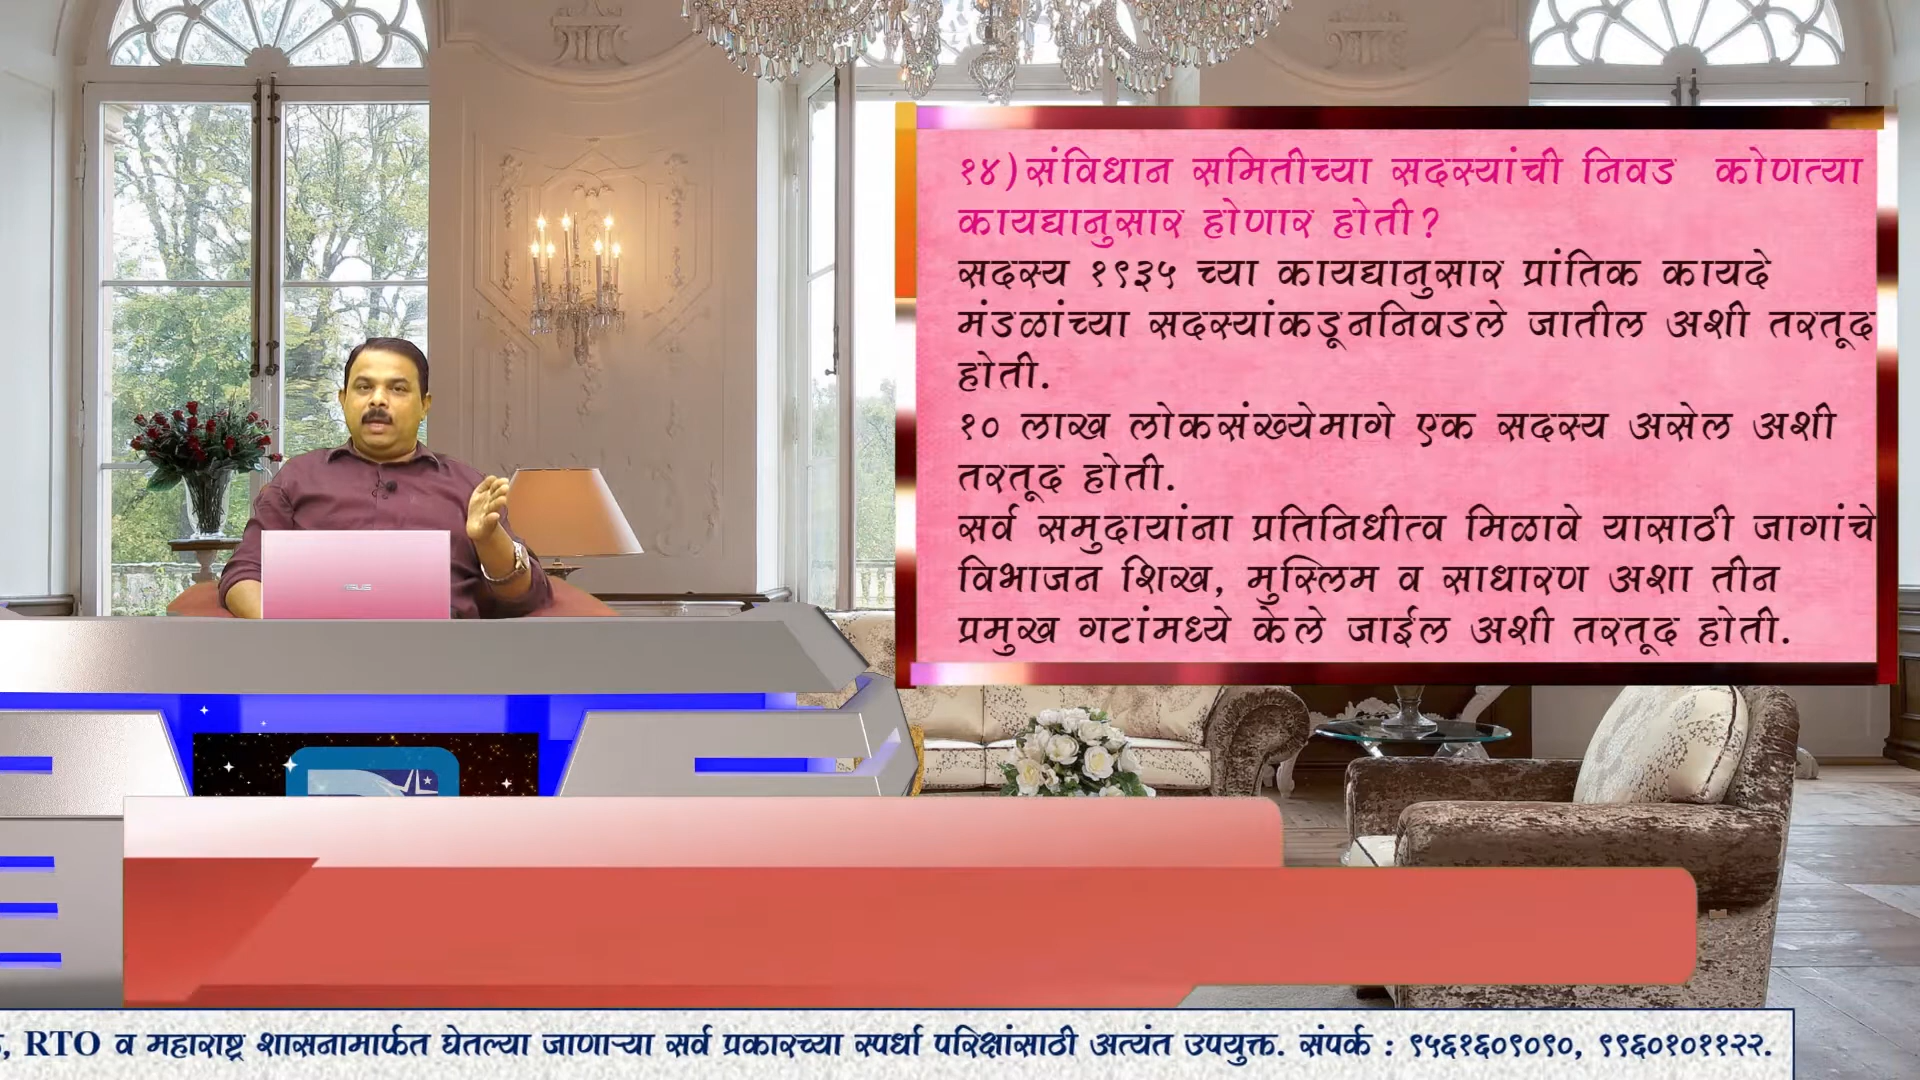 १४)संविधान समितीच्या सदस्यांची निवड कोणत्या
कायद्यानुसार होणार होती?
सदस्य १९३५ च्या कायद्यानुसार प्रांतिक कायदे
मंडळांच्या सदस्यांकडूननिवडले जातील अशी तरतूद
होती.
१० लाख लोकसंख्येमागे एक सदस्य असेल अशी
तरतूद होती.
सर्व समुदायांना प्रतिनिधीत्व मिळावे यासाठी जागांचे
विभाजन शिख, मुस्लिम व साधारण अशा तीन
प्रमुख गटांमध्ये केले जाईल अशी तरतूद होती.
ASUS
, RTO व महाराष्ट्र शासनामार्फत घेतल्या जाणाऱ्या सर्व प्रकारच्या स्पर्धा परिक्षांसाठी अत्यंत उपयुक्त. संपर्क : ९५६१६०९०९०, ९९६०१०११२२.